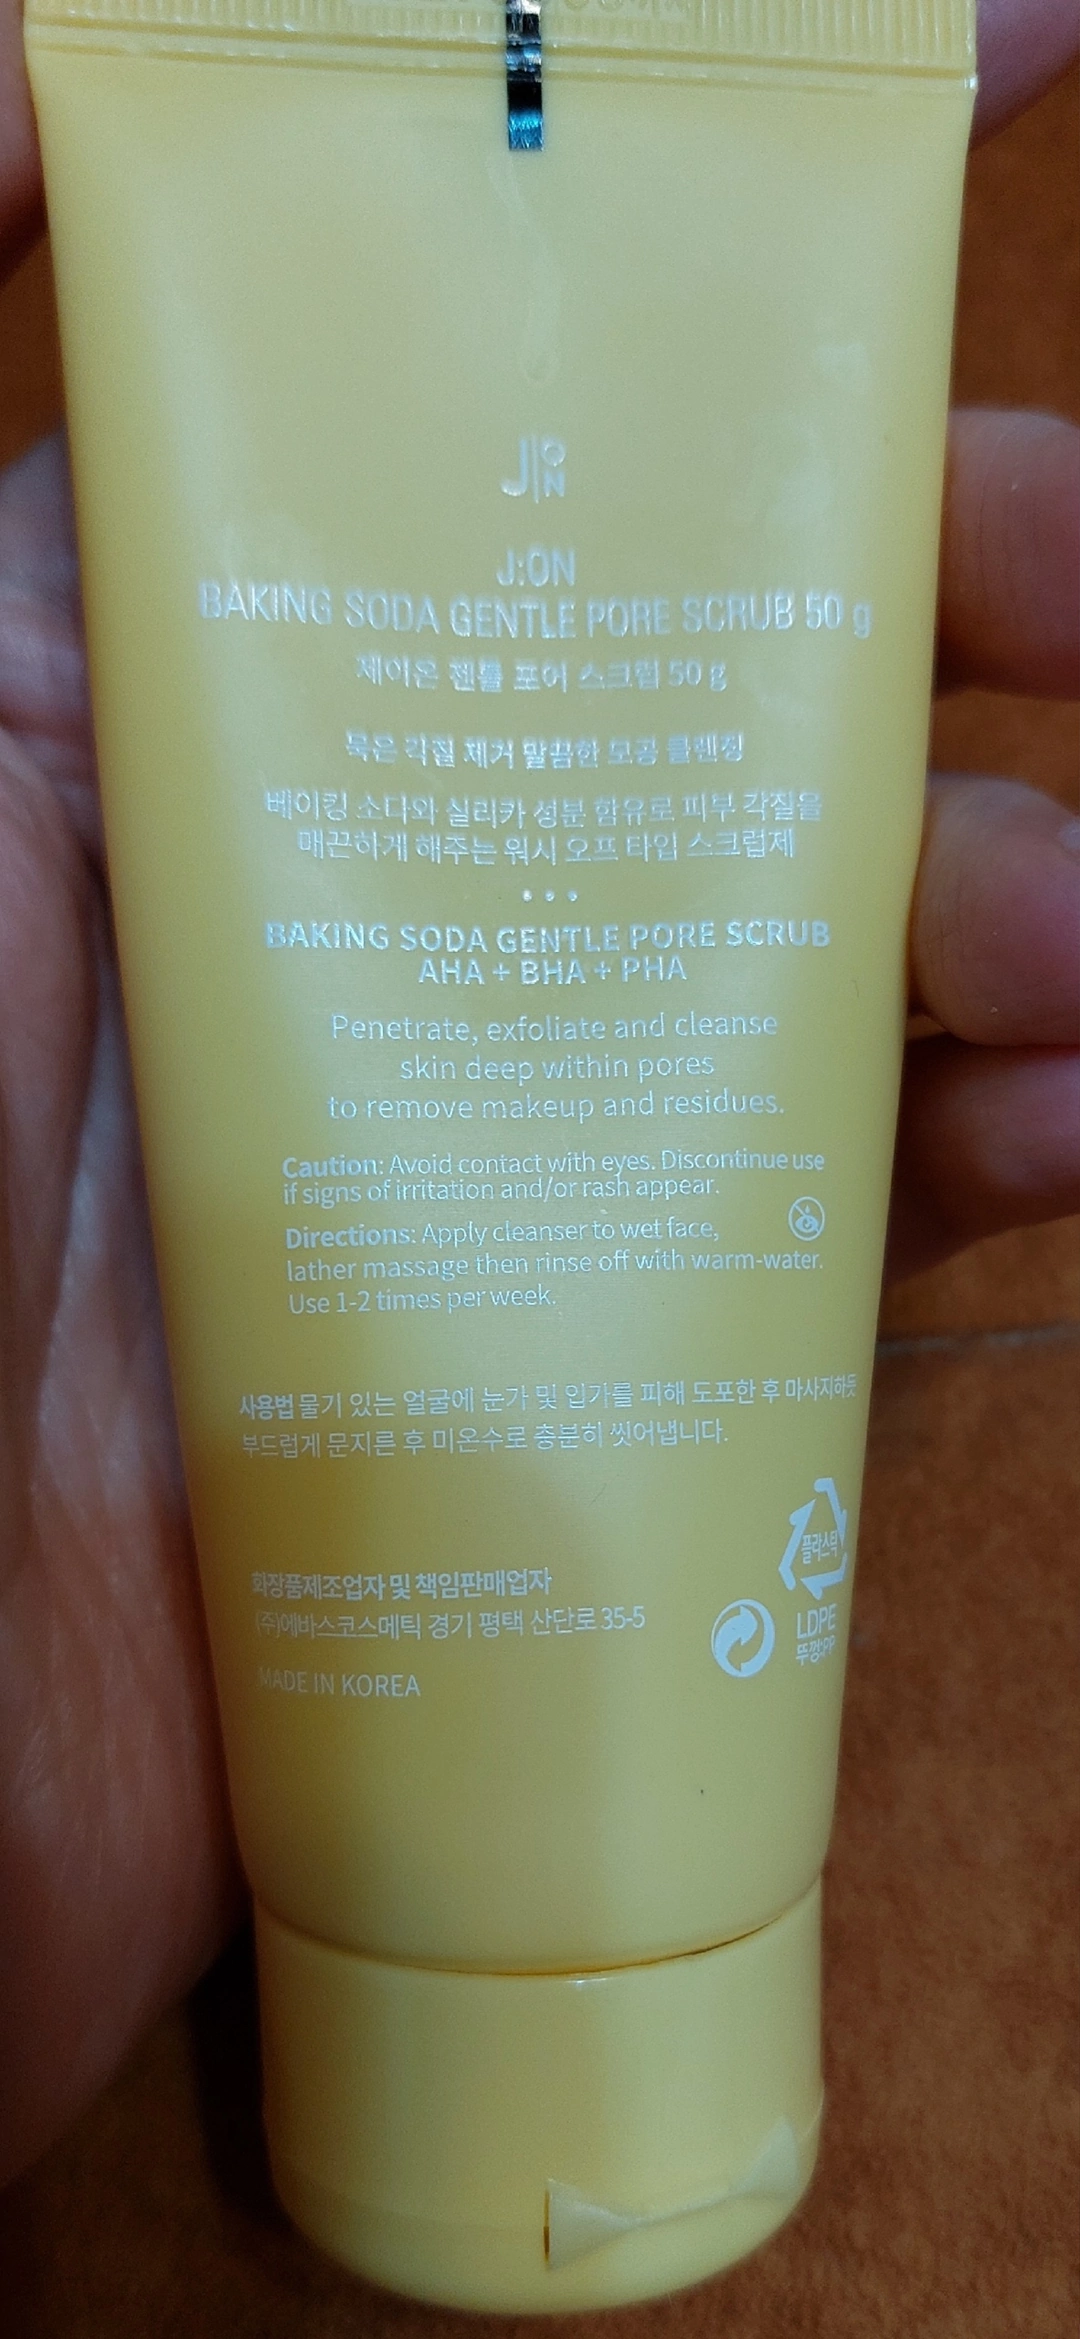 J:ON
J:ON
BAKING SODA GENTLE PORE SCRUB 50 g
제이온 젠틀 포어 스크럽 50 g
묵은 각질 제거 말끔한 모공 클렌징
베이킹 소다와 실리카 성분 함유로 피부 각질을
매끈하게 해주는 워시 오프 타입 스크럽제
• • •
BAKING SODA GENTLE PORE SCRUB
AHA + BHA + PHA
Penetrate, exfoliate and cleanse
skin deep within pores
to remove makeup and residues.
Caution: Avoid contact with eyes. Discontinue use
if signs of irritation and/or rash appear.
Directions: Apply cleanser to wet face,
lather massage then rinse off with warm-water.
Use 1-2 times per week.
사용법 물기 있는 얼굴에 눈가 및 입가를 피해 도포한 후 마사지하듯
부드럽게 문지른 후 미온수로 충분히 씻어냅니다.
플라스틱
화장품제조업자 및 책임판매업자
(주)에바스코스메틱 경기 평택 산단로 35-5
LDPE
뚜껑:PP
MADE IN KOREA